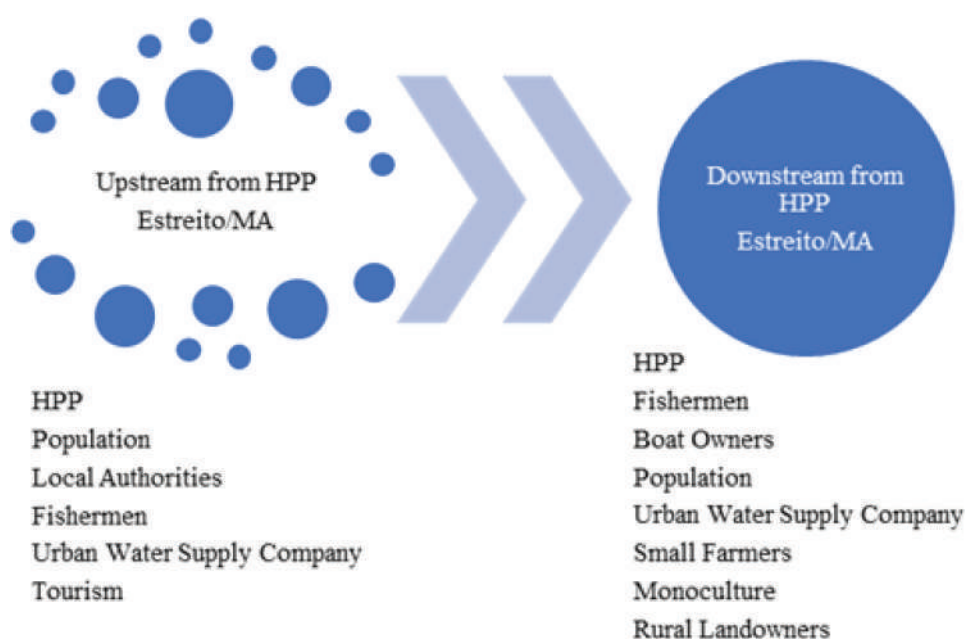 Upstream from HPP
Estreito/MA
HPP
Population
Local Authorities
Fishermen
Urban Water Supply Company
Tourism
Downstream from
HPP
Estreito/MA
HPP
Fishermen
Boat Owners
Population
Urban Water Supply Company
Small Farmers
Monoculture
Rural Landowners